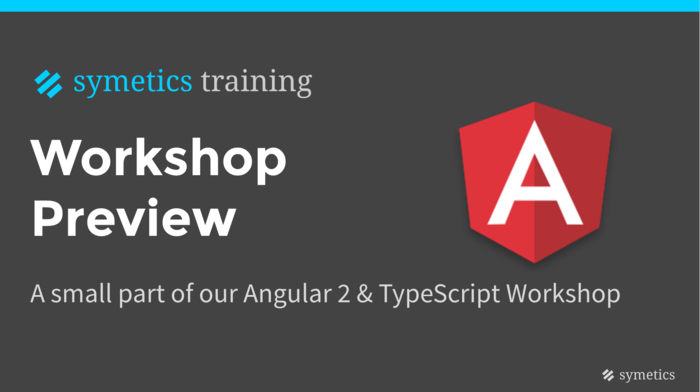 symetics training
Workshop
Preview
A small part of our Angular 2 & TypeScript Workshop
symetics